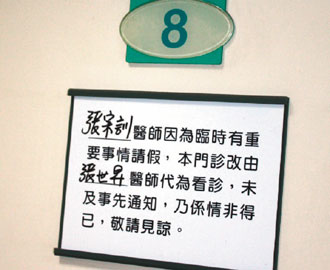 8
張宗訓醫師因為臨時有重
要事情請假，本門診改由
張世昇醫師代為看診，未
及事先通知，乃係情非得
已，敬請見諒。